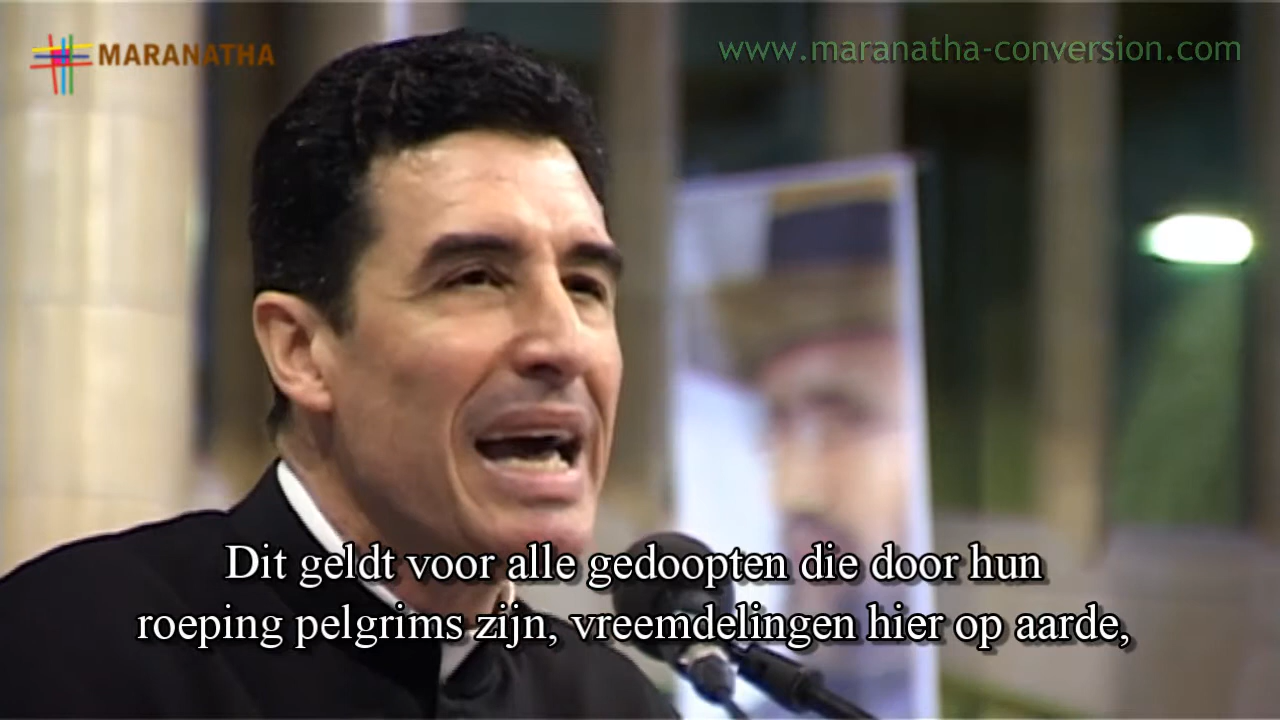 MARANATHA
www.maranatha-conversion.com
Dit geldt voor alle gedoopten die door hun
roeping pelgrims zijn, vreemdelingen hier op aarde,